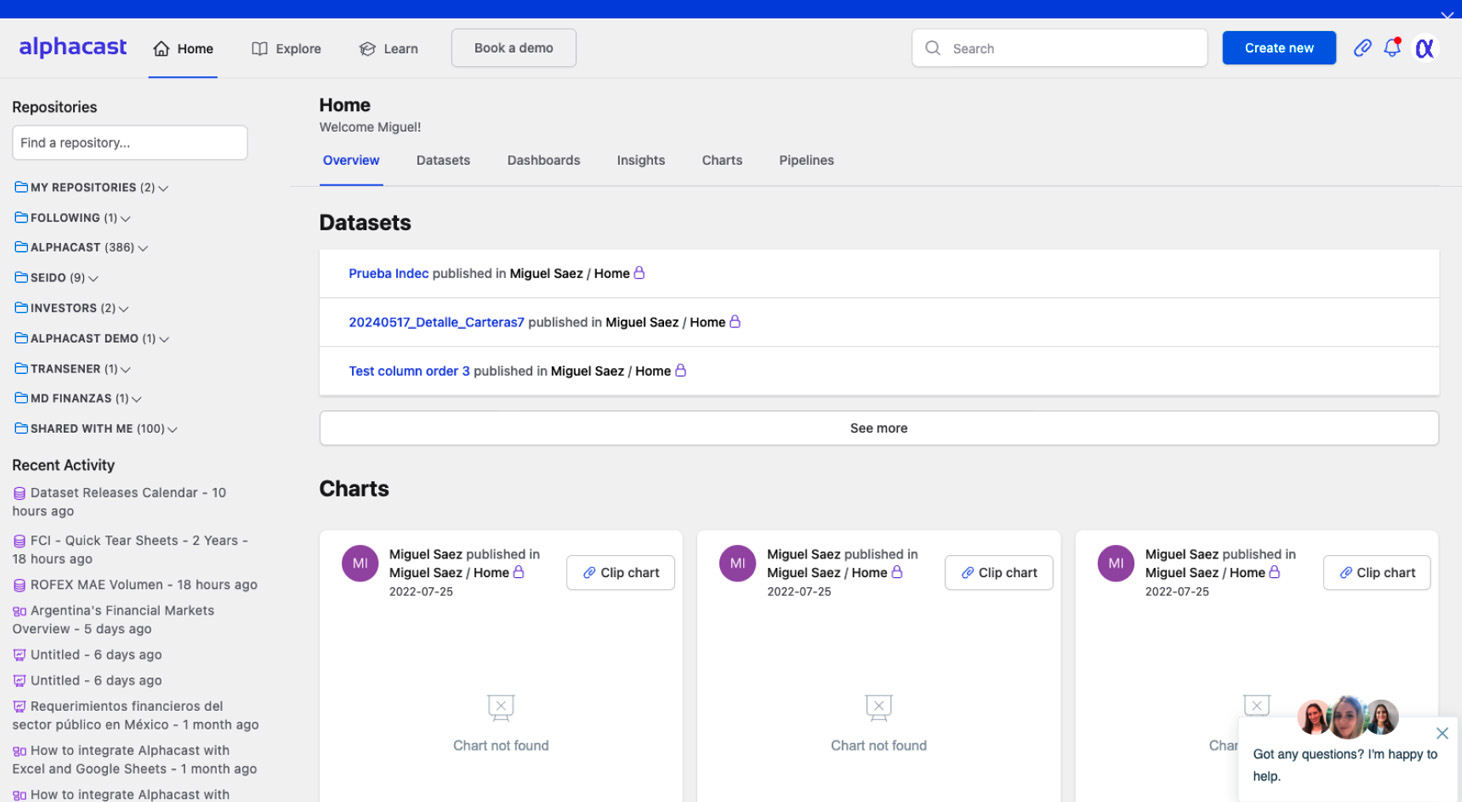 alphacast
Home
Explore
Learn
Book a demo
Search
Create new
α
Repositories
Find a repository...
MY REPOSITORIES (2)
FOLLOWING (1)
ALPHACAST (386)
SEIDO (9)
INVESTORS (2)
ALPHACAST DEMO (1)
TRANSENER (1)
MD FINANZAS (1)
SHARED WITH ME (100)
Recent Activity
Dataset Releases Calendar - 10
hours ago
FCI - Quick Tear Sheets - 2 Years -
18 hours ago
ROFEX MAE Volumen - 18 hours ago
Argentina's Financial Markets
Overview - 5 days ago
Untitled - 6 days ago
Untitled - 6 days ago
Requerimientos financieros del
sector público en México - 1 month ago
How to integrate Alphacast with
Excel and Google Sheets - 1 month ago
How to integrate Alphacast with
Home
Welcome Miguel!
Overview
Datasets
Dashboards
Insights
Charts
Pipelines
Datasets
Prueba Indec published in Miguel Saez / Home
20240517_Detalle_Carteras7 published in Miguel Saez / Home
Test column order 3 published in Miguel Saez / Home
See more
Charts
MI
Miguel Saez published in
Miguel Saez / Home
2022-07-25
Clip chart
Chart not found
MI
Miguel Saez published in
Miguel Saez / Home
2022-07-25
Clip chart
Chart not found
MI
Miguel Saez published in
Miguel Saez / Home
2022-07-25
Clip chart
Got any questions? I'm happy to
help.